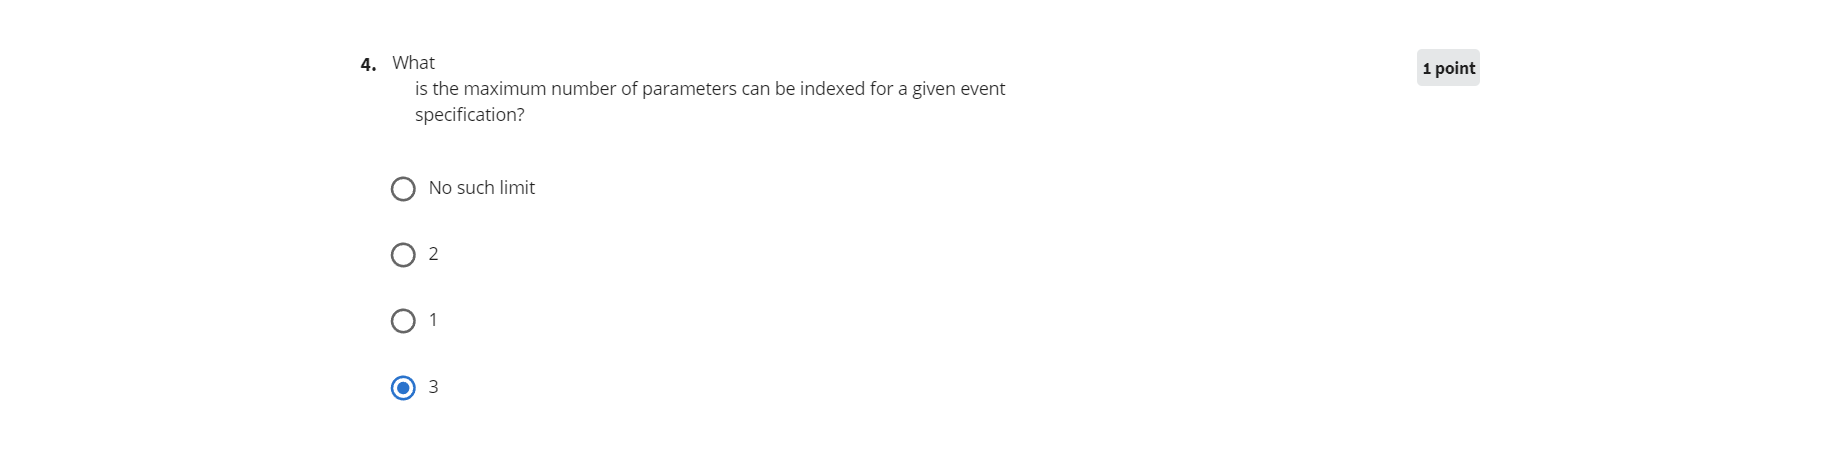 4. What
1 point
is the maximum number of parameters can be indexed for a given event
specification?
No such limit
2
1
3